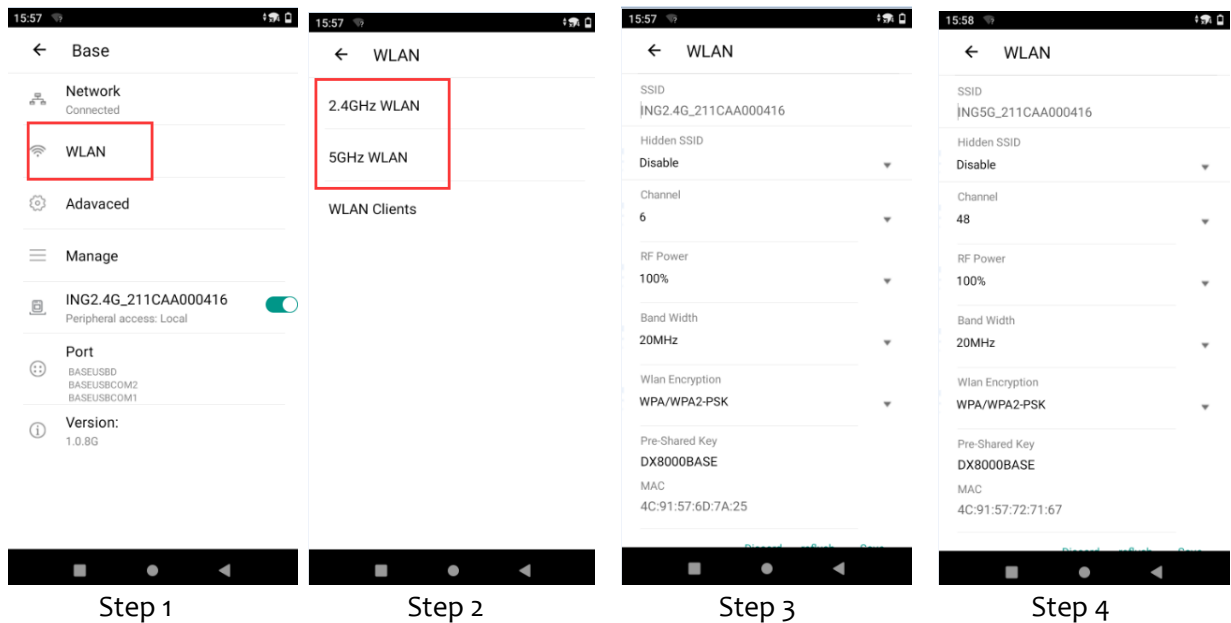 15:57
Base
Network
Connected
WLAN
Adavaced
Manage
ING2.4G_211CAA000416
Peripheral access: Local
Port
BASEUSBD
BASEUSBCOM2
BASEUSBCOM1
Version:
1.0.8G
Step 1
15:57
WLAN
2.4GHz WLAN
5GHz WLAN
WLAN Clients
Step 2
15:57
WLAN
SSID
ING2.4G_211CAA000416
Hidden SSID
Disable
Channel
6
RF Power
100%
Band Width
20MHz
Wlan Encryption
WPA/WPA2-PSK
Pre-Shared Key
DX8000BASE
MAC
4C:91:57:6D:7A:25
Step 3
15:58
WLAN
SSID
ING5G_211CAA000416
Hidden SSID
Disable
Channel
48
RF Power
100%
Band Width
20MHz
Wlan Encryption
WPA/WPA2-PSK
Pre-Shared Key
DX8000BASE
MAC
4C:91:57:72:71:67
Step 4